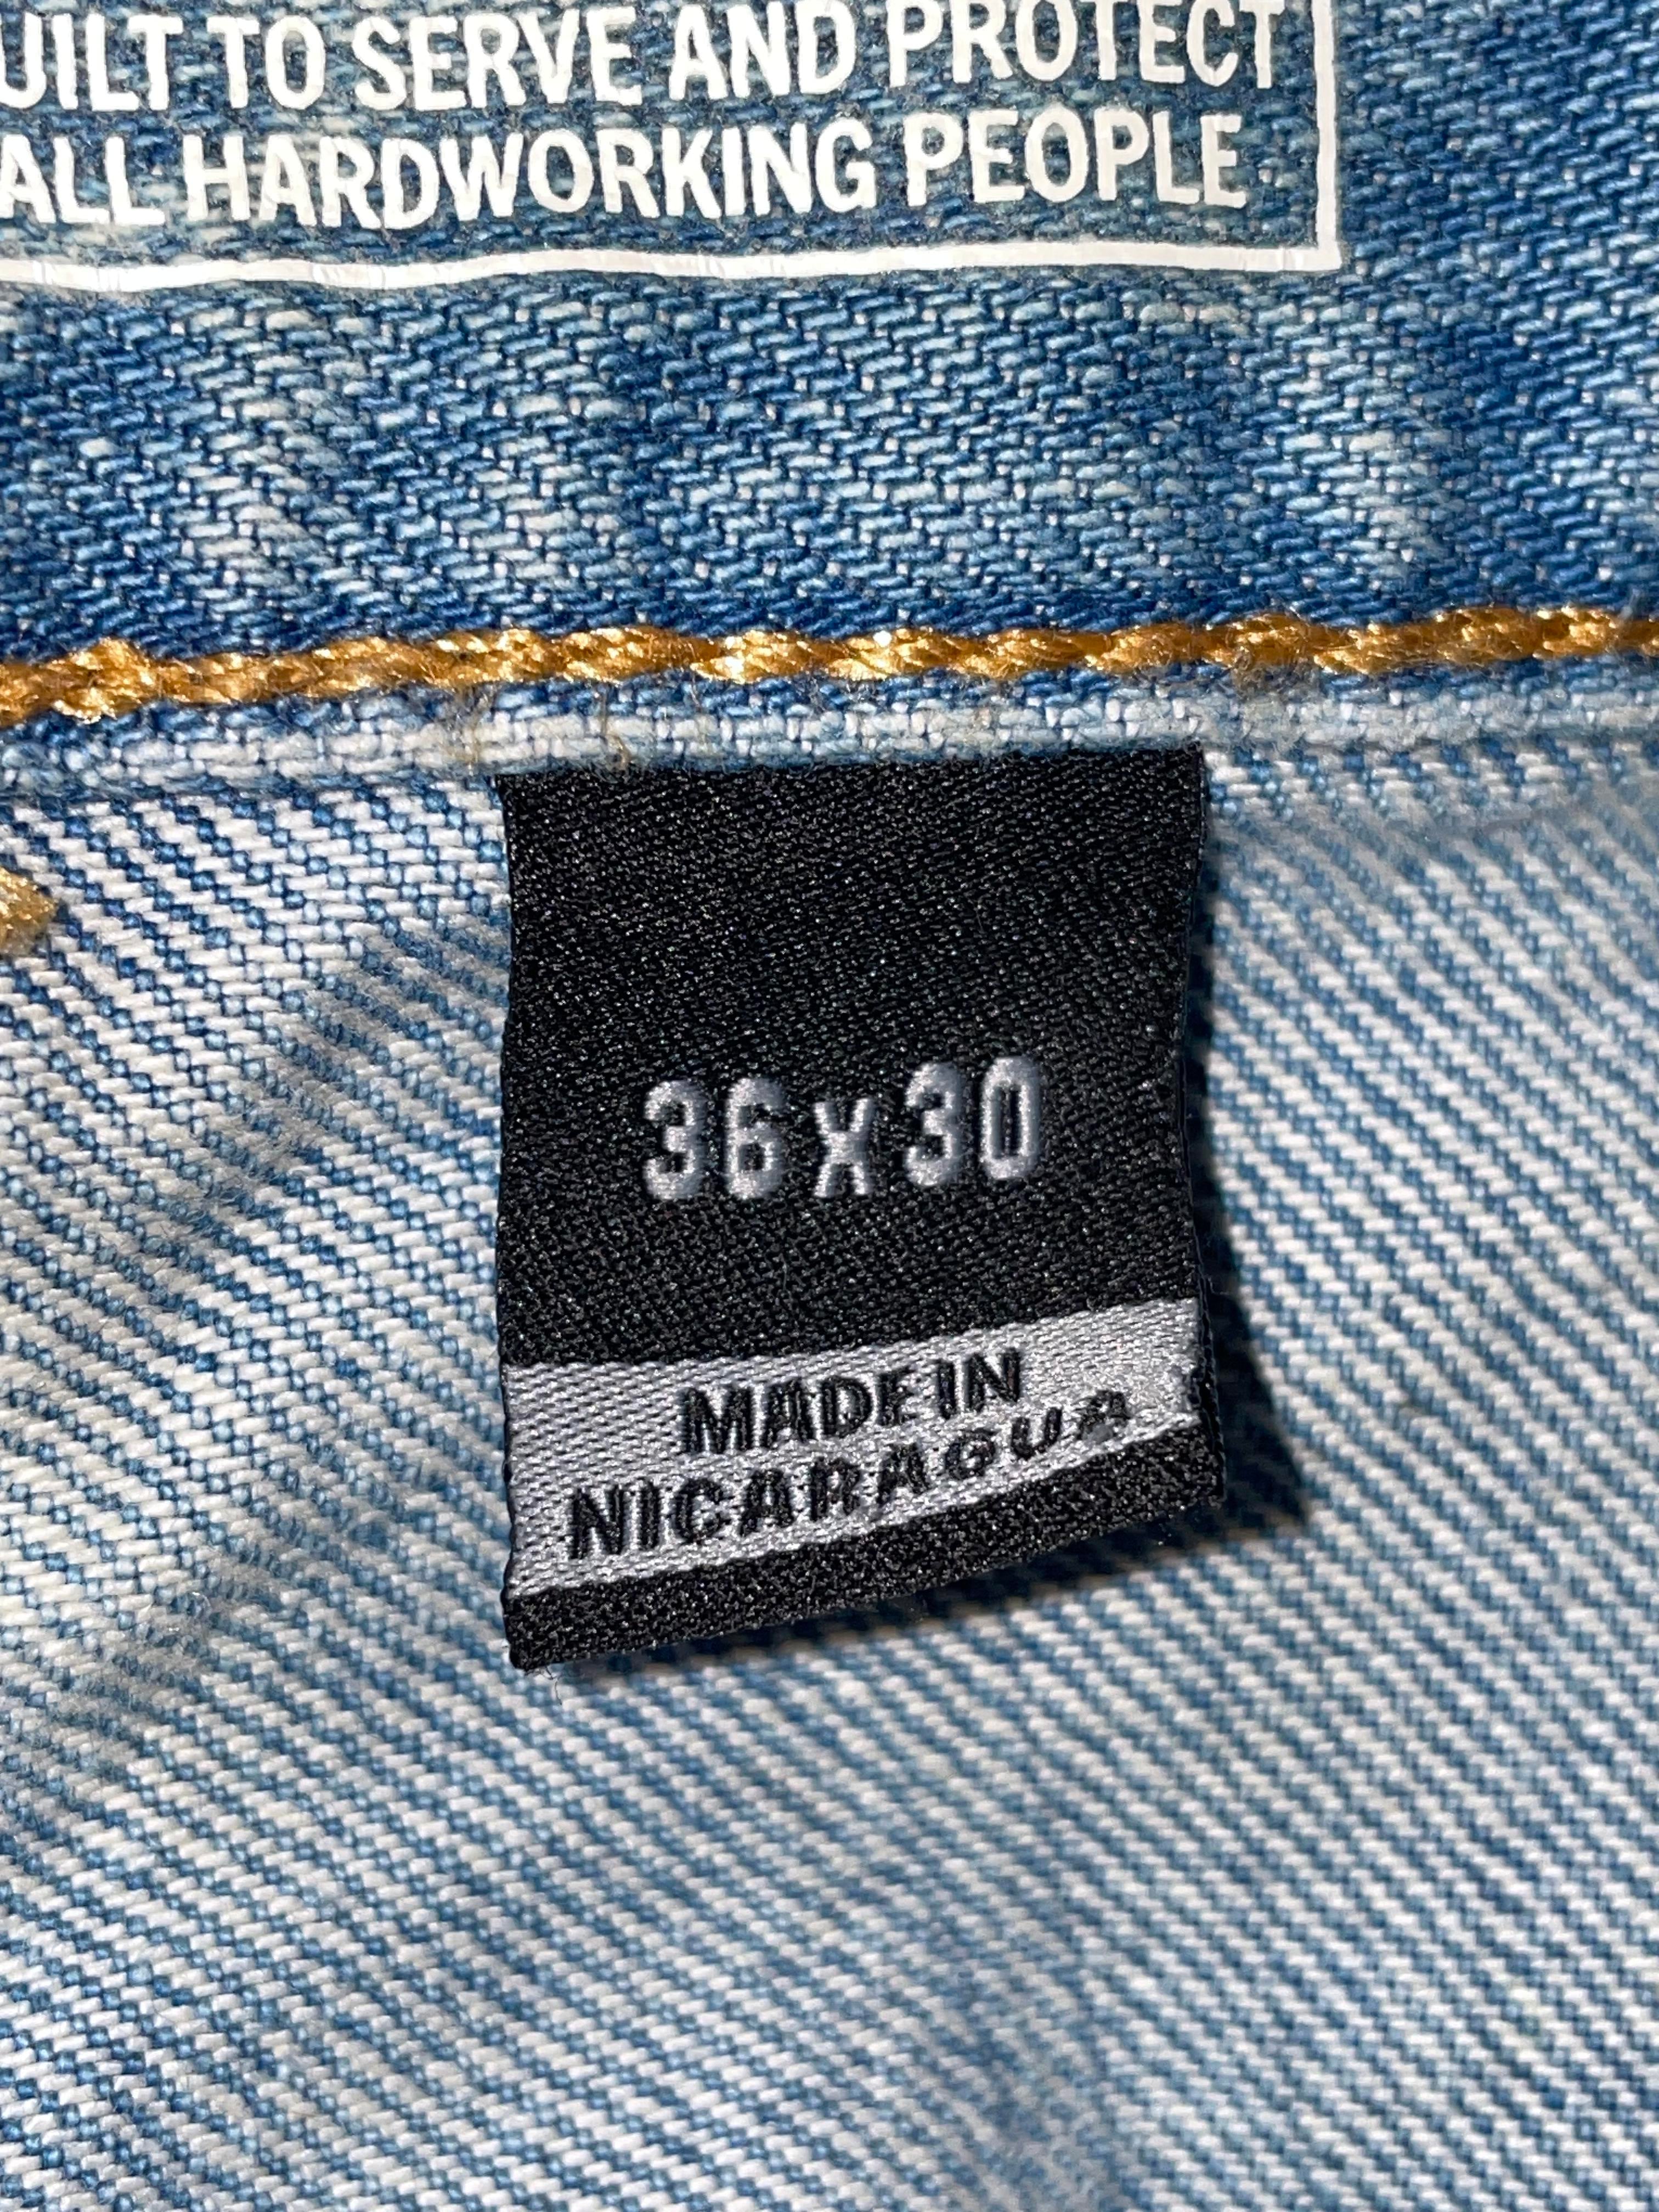 UILT TO SERVE AND PROTECT
ALL HARDWORKING PEOPLE
36 x 30
MADE IN
NICARAGUA